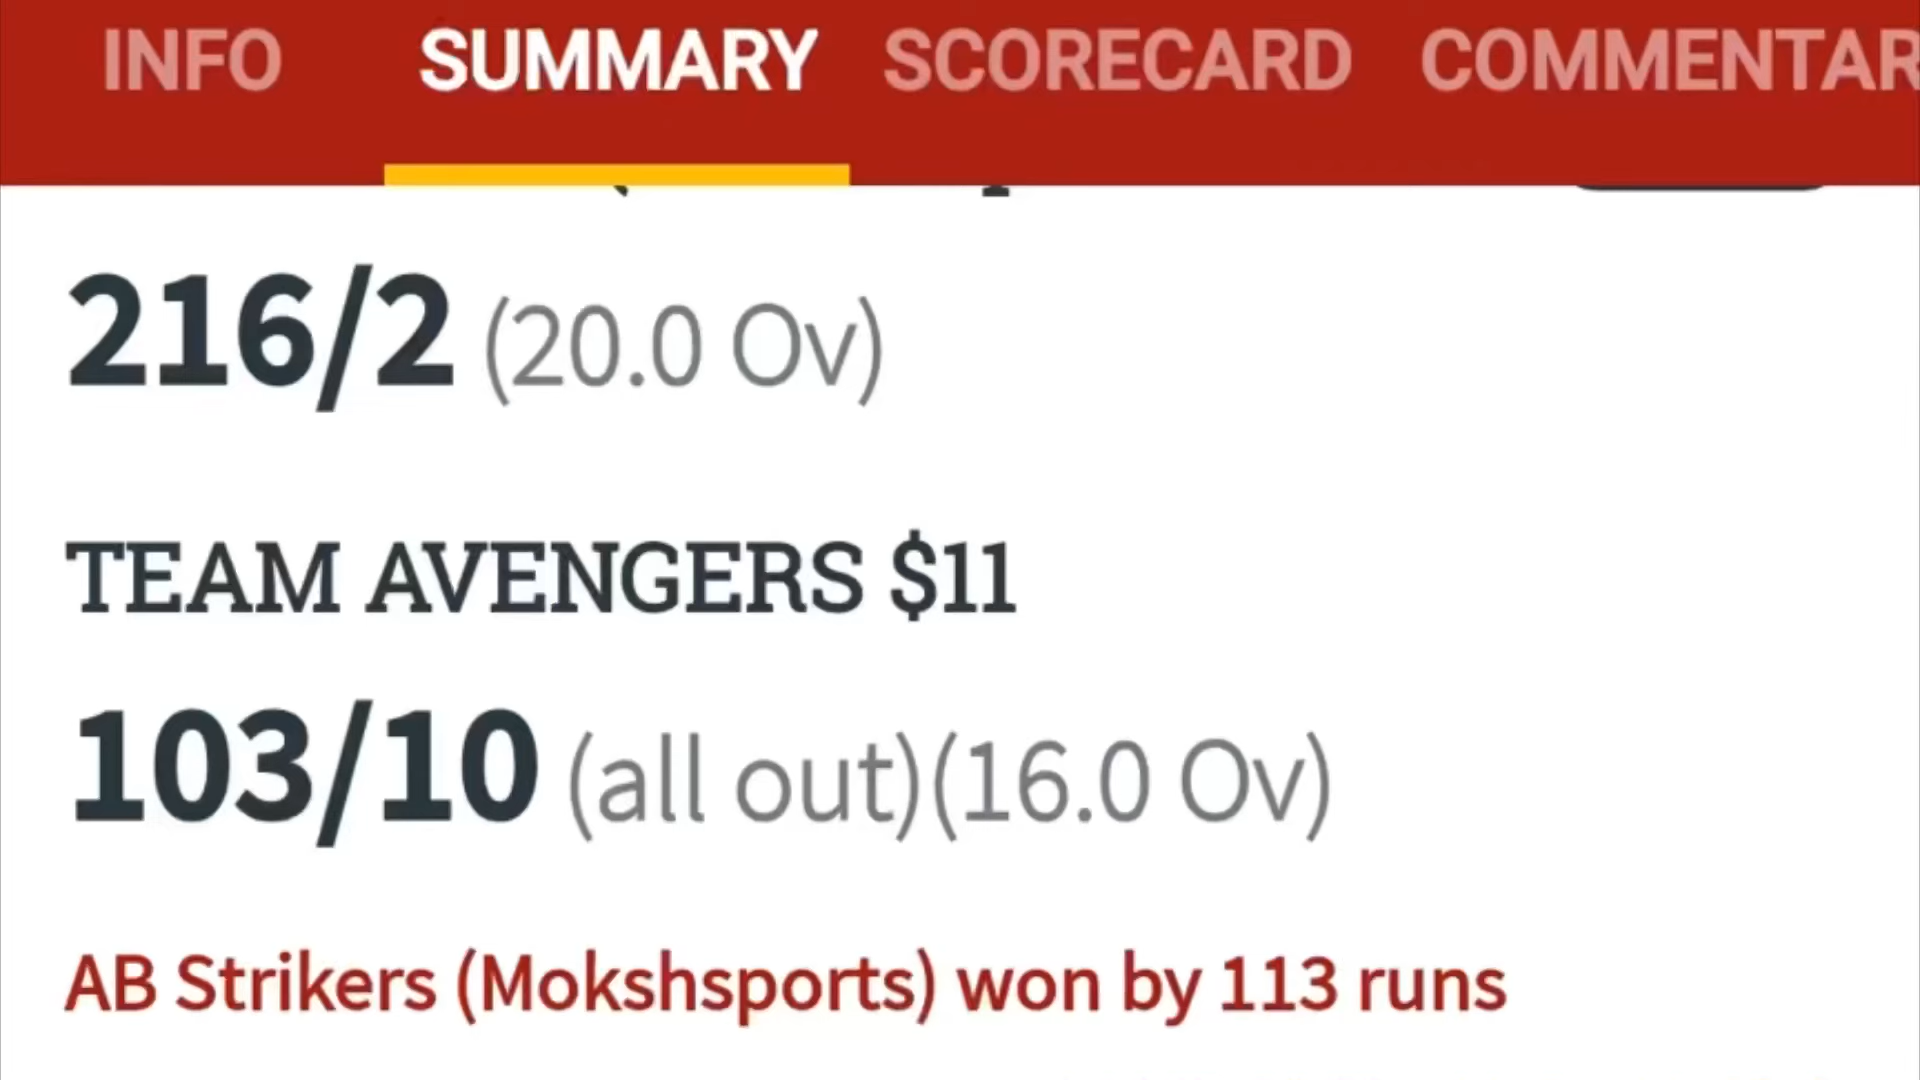 INFO SUMMARY SCORECARD COMMENTAR
216/2 (20.0 Ov)
TEAM AVENGERS $11
103/10 (all out)(16.0 Ov)
AB Strikers (Mokshsports) won by 113 runs